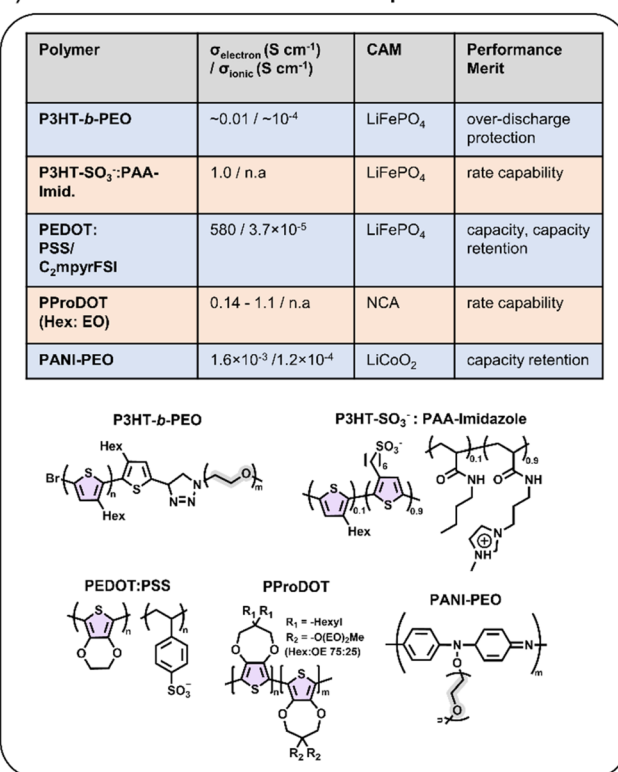 Polymer
σelectron (S cm⁻¹)
/ σionic (S cm⁻¹)
CAM
Performance
Merit
P3HT-b-PEO
~0.01 / ~10⁻⁴
LiFePO₄
over-discharge
protection
P3HT-SO₃⁻:PAA-
Imid.
1.0 / n.a
LiFePO₄
rate capability
PEDOT:
PSS/
C₂mpyrFSI
580 / 3.7×10⁻⁵
LiFePO₄
capacity, capacity
retention
PProDOT
(Hex: EO)
0.14 - 1.1 / n.a
NCA
rate capability
PANI-PEO
1.6×10⁻³ /1.2×10⁻⁴
LiCoO₂
capacity retention
P3HT-b-PEO
Hex
Br
S
n
Hex
S
N
N=N
O
m
P3HT-SO₃⁻ : PAA-Imidazole
SO₃⁻
6
S
0.1
Hex
S
0.9
0.1
0.9
O
NH
O
NH
N
NH
PEDOT:PSS
S
n
O
O
n
SO₃⁻
PProDOT
R₁
R₁
R₁ = -Hexyl
R₂ = -O(EO)₂Me
(Hex:OE 75:25)
O
O
S
n
S
m
O
O
R₂
R₂
PANI-PEO
N
N
m
O
O
n